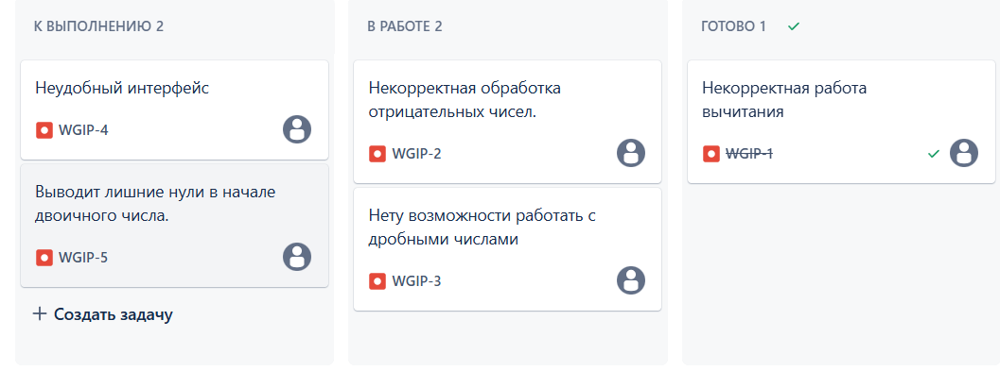 К ВЫПОЛНЕНИЮ 2
Неудобный интерфейс
WGIP-4
Выводит лишние нули в начале
двоичного числа.
WGIP-5
+ Создать задачу
В РАБОТЕ 2
Некорректная обработка
отрицательных чисел.
WGIP-2
Нету возможности работать с
дробными числами
WGIP-3
ГОТОВО 1
Некорректная работа
вычитания
WGIP-1